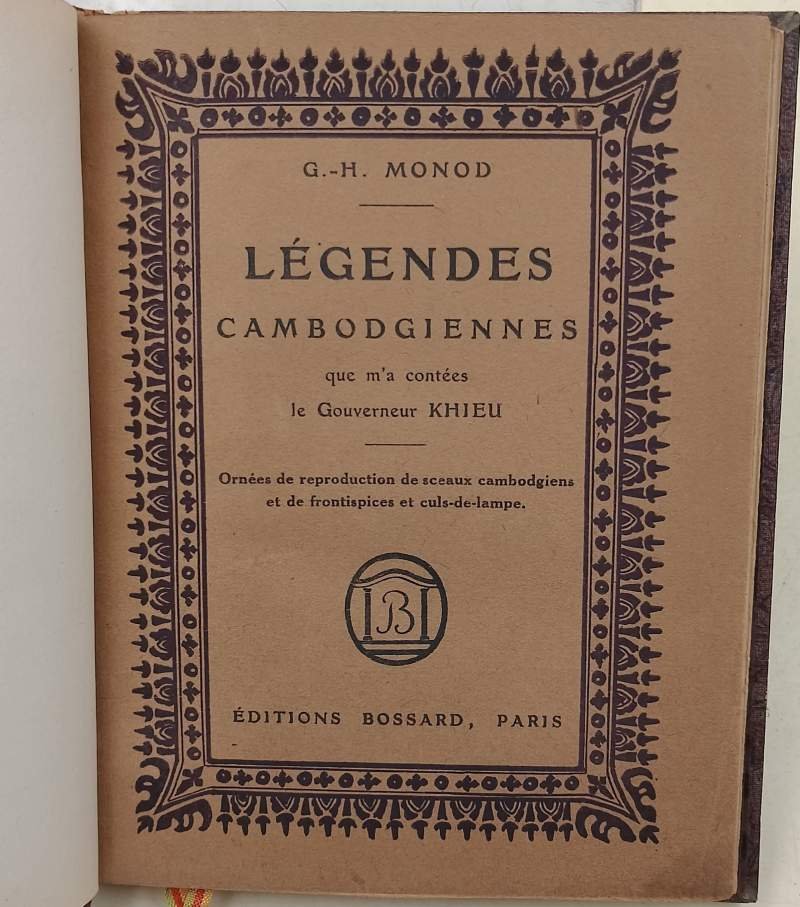 G.-H. MONOD
LÉGENDES
CAMBODGIENNES
que m'a contées
le Gouverneur KHIEU
Ornées de reproduction de sceaux cambodgiens
et de frontispices et culs-de-lampe.
B
ÉDITIONS BOSSARD, PARIS